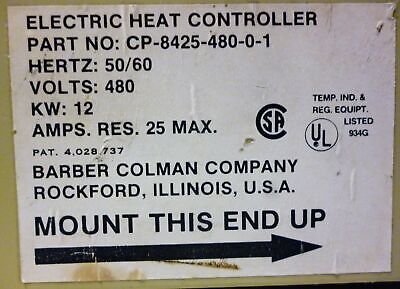 ELECTRIC HEAT CONTROLLER
PART NO: CP-8425-480-0-1
HERTZ: 50/60
VOLTS: 480
KW: 12
AMPS. RES. 25 MAX.
PAT. 4,028,737
SA
TEMP. IND. &
REG. EQUIPT.
UL LISTED
934G
BARBER COLMAN COMPANY
ROCKFORD, ILLINOIS, U.S.A.
MOUNT THIS END UP